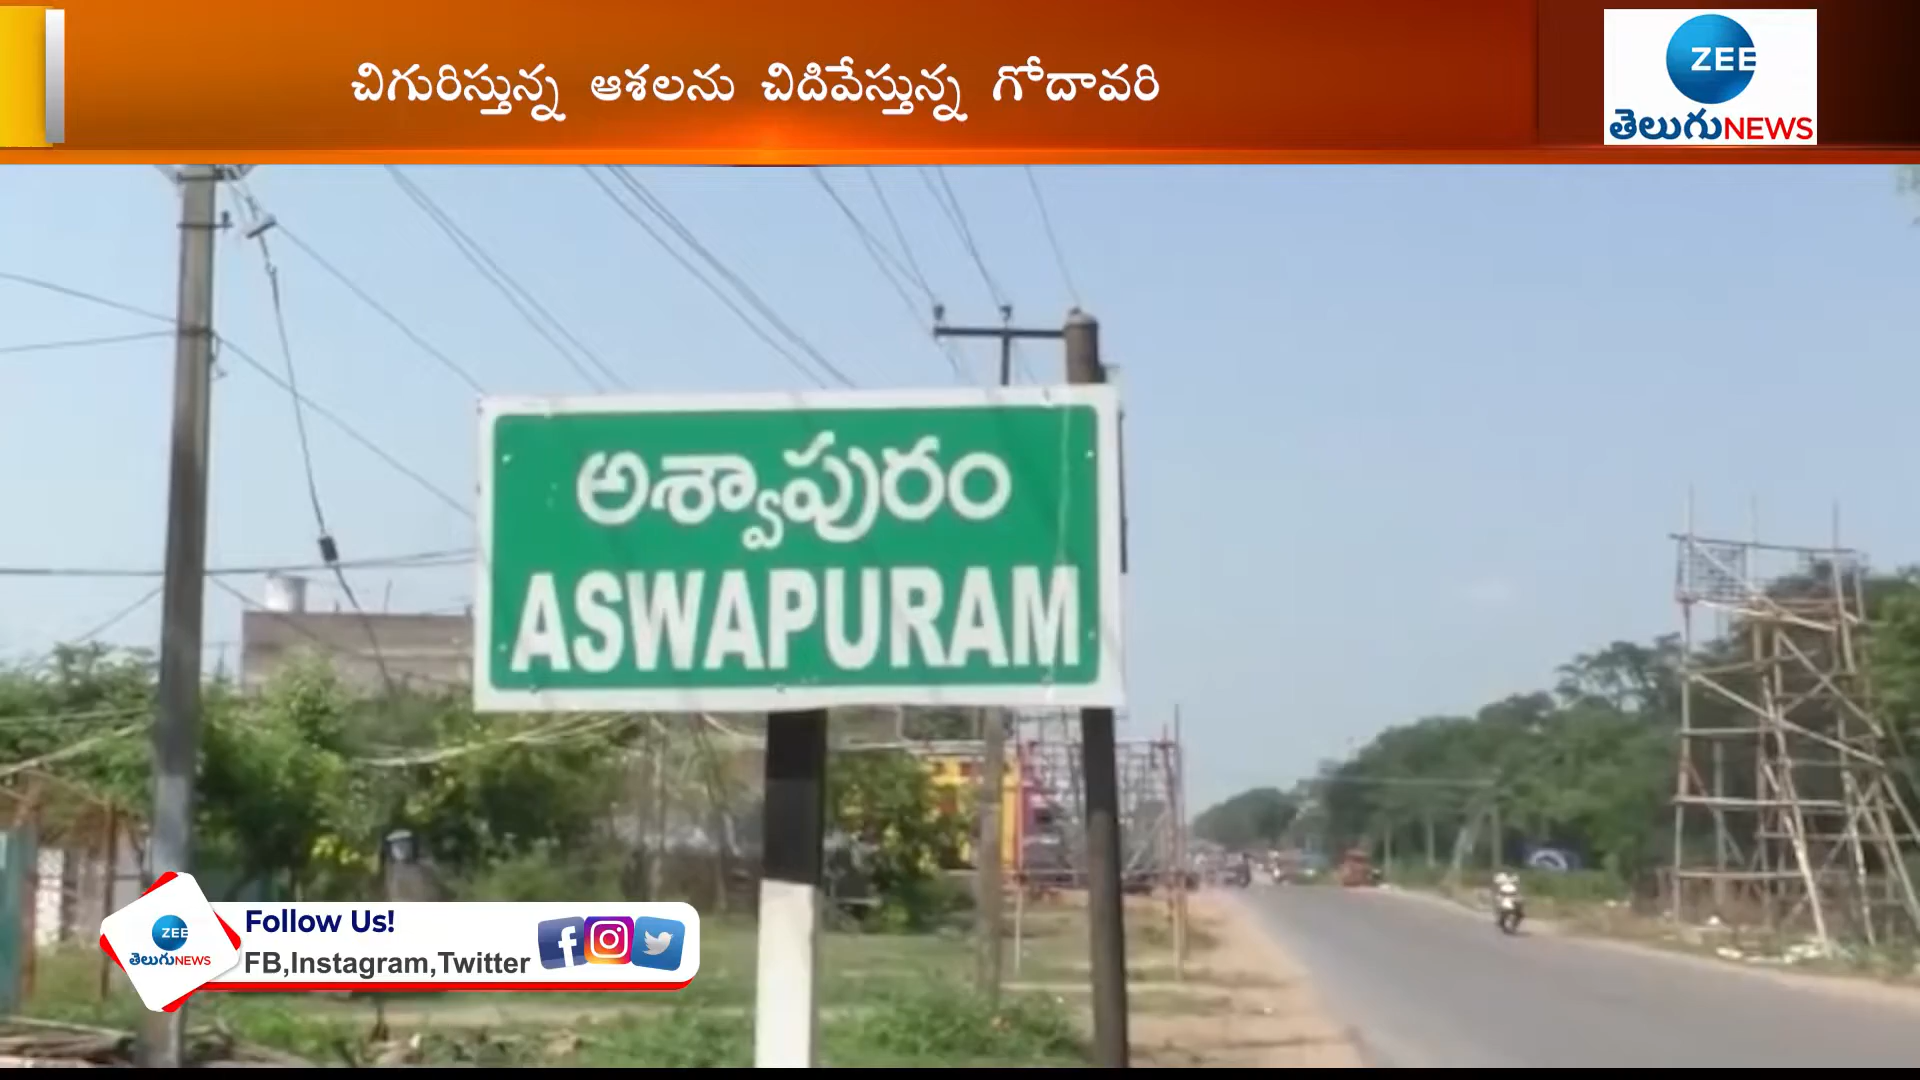 చిగురిస్తున్న ఆశలను చిదివేస్తున్న గోదావరి
ZEE
తెలుగు NEWS
అశ్వాపురం
ASWAPURAM
ZEE
తెలుగు NEWS
Follow Us!
FB,Instagram,Twitter